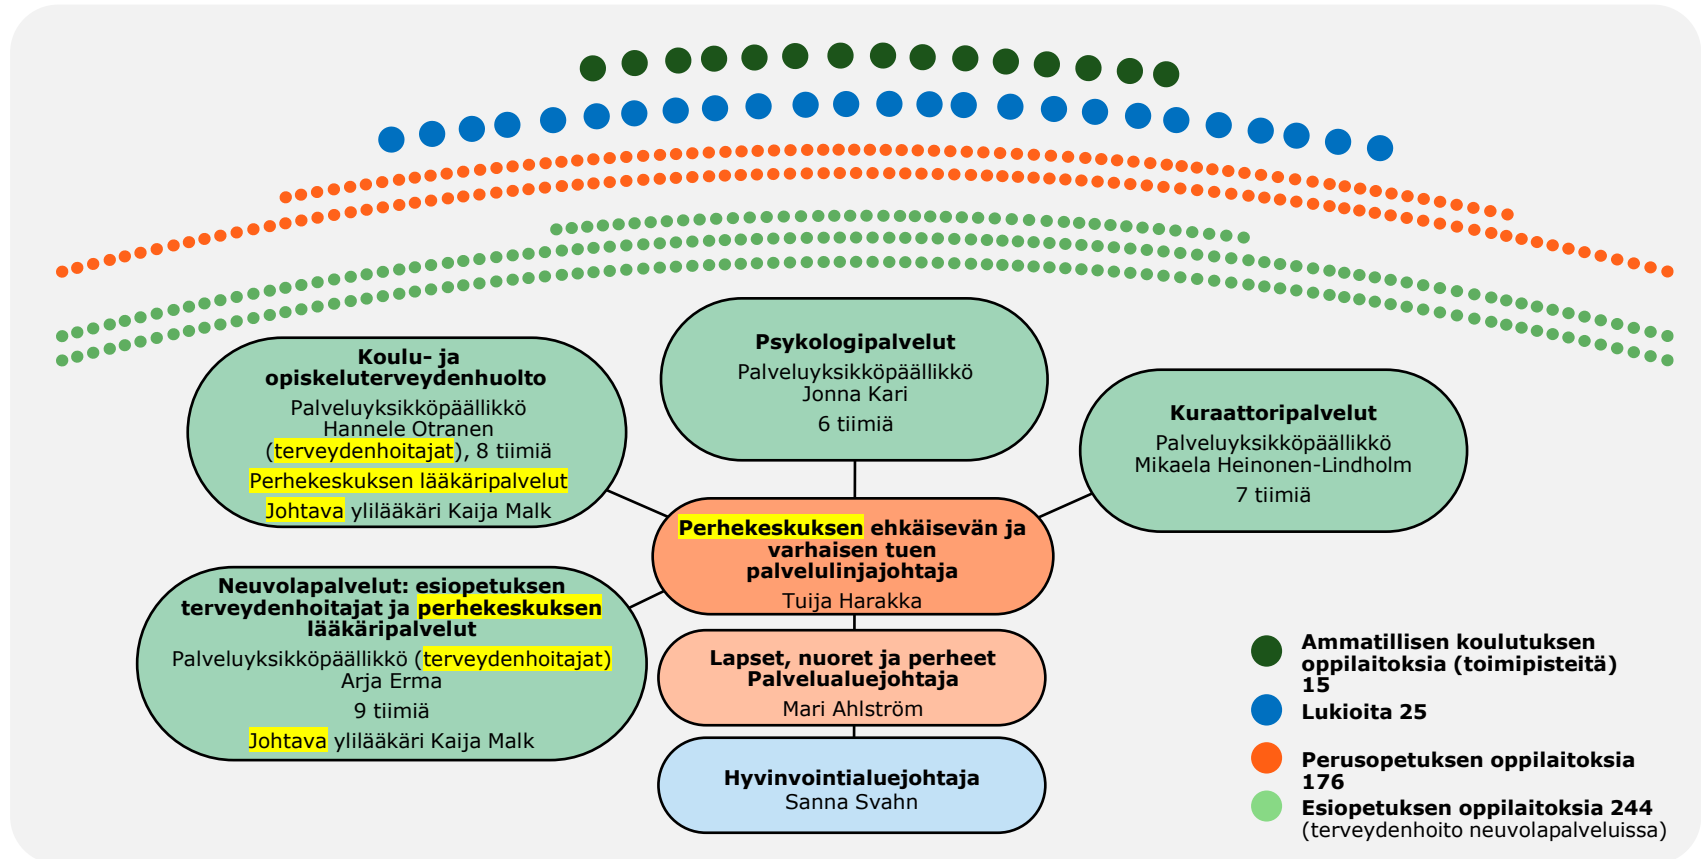 Psykologipalvelut
Palveluyksikköpäällikkö
Jonna Kari
6 tiimiä
Koulu- ja
opiskeluterveydenhuolto
Palveluyksikköpäällikkö
Hannele Otranen
(terveydenhoitajat), 8 tiimiä
Perhekeskuksen lääkäripalvelut
Johtava ylilääkäri Kaija Malk
Kuraattoripalvelut
Palveluyksikköpäällikkö
Mikaela Heinonen-Lindholm
7 tiimiä
Perhekeskuksen ehkäisevän ja
varhaisen tuen
palvelulinjajohtaja
Tuija Harakka
Neuvolapalvelut: esiopetuksen
terveydenhoitajat ja perhekeskuksen
lääkäripalvelut
Palveluyksikköpäällikkö (terveydenhoitajat)
Arja Erma
9 tiimiä
Johtava ylilääkäri Kaija Malk
Lapset, nuoret ja perheet
Palvelualuejohtaja
Mari Ahlström
Hyvinvointialuejohtaja
Sanna Svahn
Ammatillisen koulutuksen
oppilaitoksia (toimipisteitä)
15
Lukioita 25
Perusopetuksen oppilaitoksia
176
Esiopetuksen oppilaitoksia 244
(terveydenhoito neuvolapalveluissa)